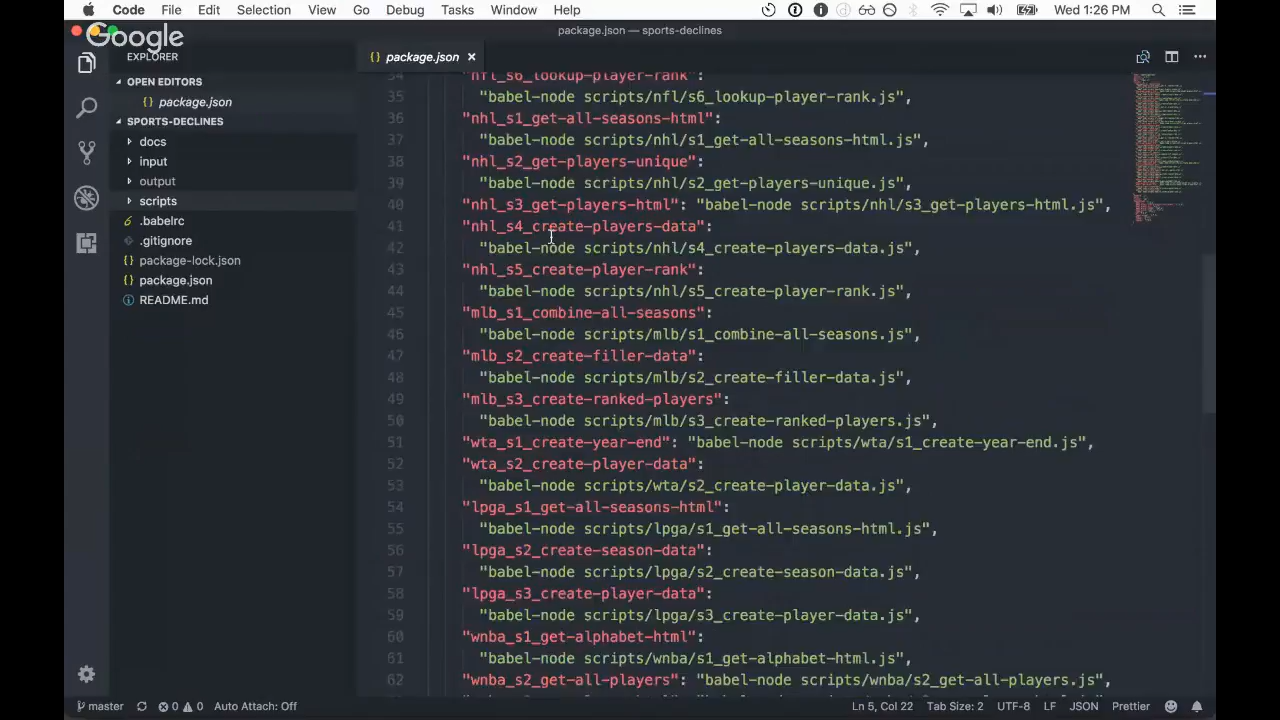 Code File Edit Selection View Go Debug Tasks Window Help Wed 1:26 PM
Google
package.json — sports-declines
EXPLORER
package.json
OPEN EDITORS
package.json
SPORTS-DECLINES
docs
input
output
scripts
.babelrc
.gitignore
package-lock.json
package.json
README.md
34 "nfl_s6_lookup-player-rank":
35 "babel-node scripts/nfl/s6_lookup-player-rank.js",
36 "nhl_s1_get-all-seasons-html":
37 "babel-node scripts/nhl/s1_get-all-seasons-html.js",
38 "nhl_s2_get-players-unique":
39 "babel-node scripts/nhl/s2_get-players-unique.js",
40 "nhl_s3_get-players-html": "babel-node scripts/nhl/s3_get-players-html.js",
41 "nhl_s4_create-players-data":
42 "babel-node scripts/nhl/s4_create-players-data.js",
43 "nhl_s5_create-player-rank":
44 "babel-node scripts/nhl/s5_create-player-rank.js",
45 "mlb_s1_combine-all-seasons":
46 "babel-node scripts/mlb/s1_combine-all-seasons.js",
47 "mlb_s2_create-filler-data":
48 "babel-node scripts/mlb/s2_create-filler-data.js",
49 "mlb_s3_create-ranked-players":
50 "babel-node scripts/mlb/s3_create-ranked-players.js",
51 "wta_s1_create-year-end": "babel-node scripts/wta/s1_create-year-end.js",
52 "wta_s2_create-player-data":
53 "babel-node scripts/wta/s2_create-player-data.js",
54 "lpga_s1_get-all-seasons-html":
55 "babel-node scripts/lpga/s1_get-all-seasons-html.js",
56 "lpga_s2_create-season-data":
57 "babel-node scripts/lpga/s2_create-season-data.js",
58 "lpga_s3_create-player-data":
59 "babel-node scripts/lpga/s3_create-player-data.js",
60 "wnba_s1_get-alphabet-html":
61 "babel-node scripts/wnba/s1_get-alphabet-html.js",
62 "wnba_s2_get-all-players": "babel-node scripts/wnba/s2_get-all-players.js",
master 0 0 Auto Attach: Off Ln 5, Col 22 Tab Size: 2 UTF-8 LF JSON Prettier